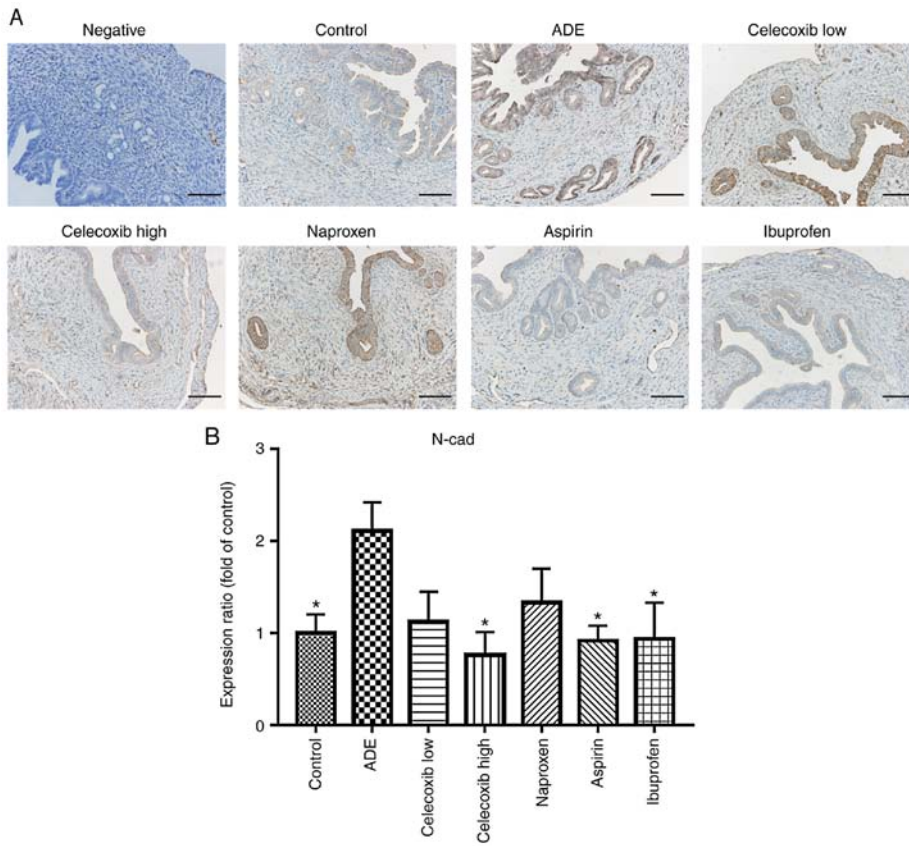 A
Negative
Control
ADE
Celecoxib low
Celecoxib high
Naproxen
Aspirin
Ibuprofen
B
N-cad
Expression ratio (fold of control)
3
2
1
0
*
*
*
*
Control
ADE
Celecoxib low
Celecoxib high
Naproxen
Aspirin
Ibuprofen